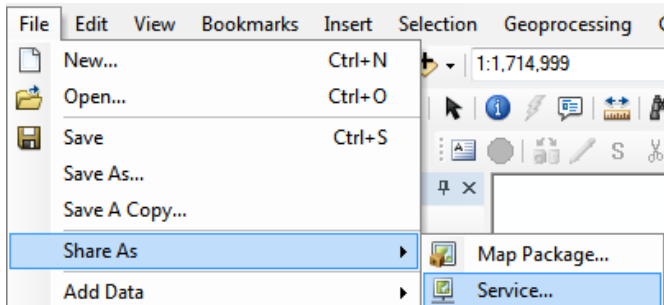 File Edit View Bookmarks Insert Selection Geoprocessing
New... Ctrl+N
1:1,714,999
Open... Ctrl+O
Save Ctrl+S
S
Save As...
Save A Copy...
Share As
Map Package...
Add Data
Service...